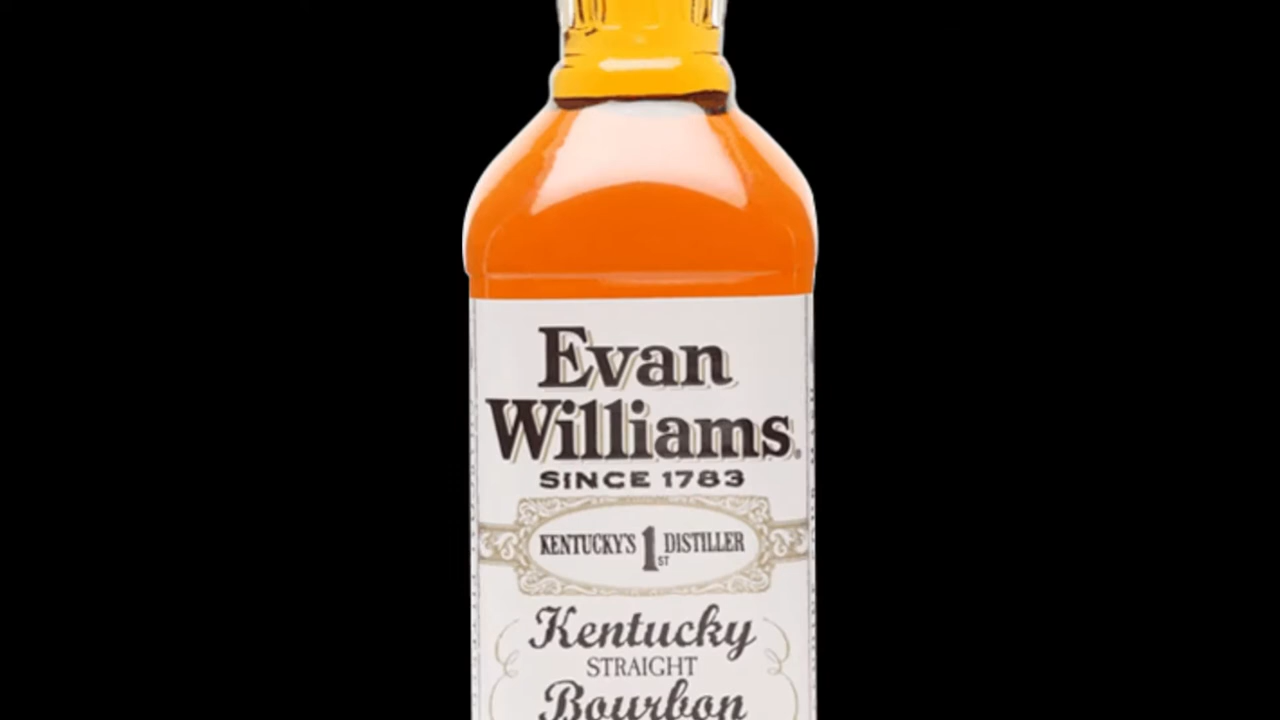 Evan
Williams.
SINCE 1783
KENTUCKY'S 1ST DISTILLER
Kentucky
STRAIGHT
Bourbon